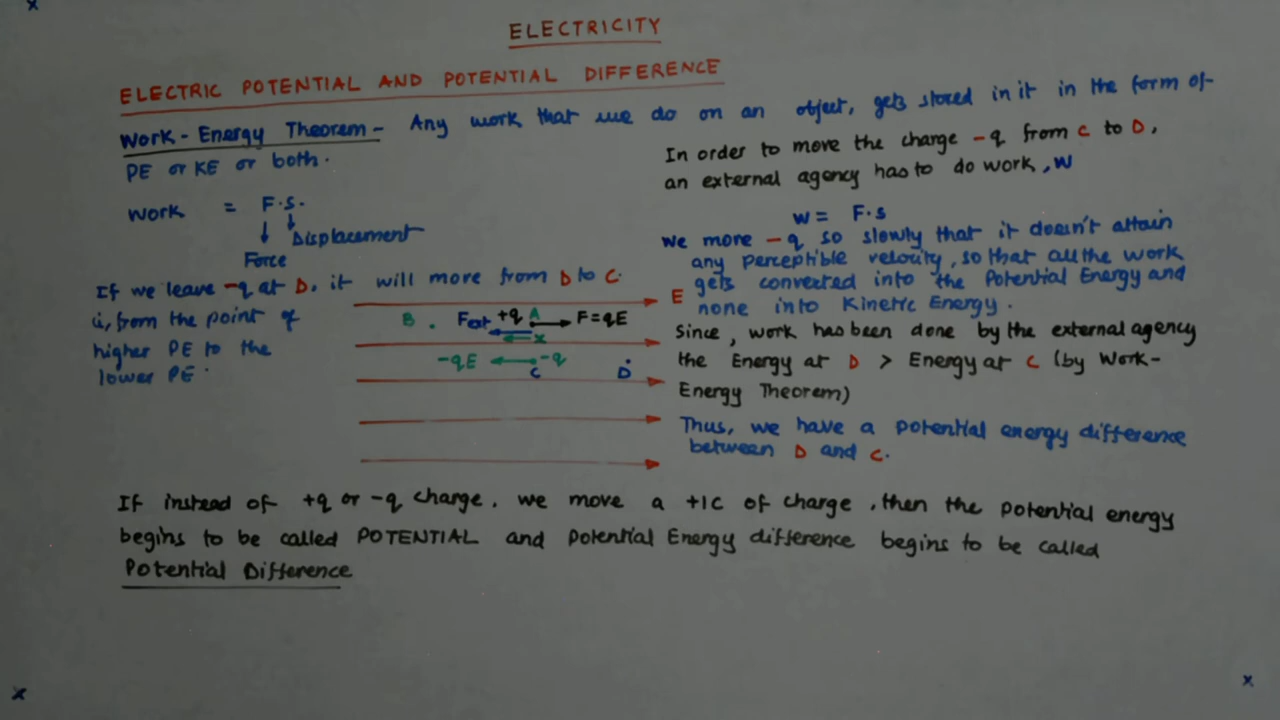 ELECTRICITY
ELECTRIC POTENTIAL AND POTENTIAL DIFFERENCE
Work - Energy Theorem - Any work that we do on an object, gets stored in it in the form of
PE or KE or both.
Work = F.S.
Displacement
Force
If we leave -q at D, it will more from D to C.
ie, from the point of
higher PE to the
lower PE.
In order to move the charge -q from C to D,
an external agency has to do work, W
W = F.s
We more -q so slowly that it doesn't attain
any perceptible velocity, so that all the work
gets converted into the Potential Energy and
none into Kinetic Energy.
Since, work has been done by the external agency
the Energy at D > Energy at C (by Work-
Energy Theorem)
Thus, we have a potential energy difference
between D and C.
E
B . Fext +q A F=qE
x
-qE -q
C D
If instead of +q or -q charge, we move a +1C of charge, then the potential energy
begins to be called POTENTIAL and Potential Energy difference begins to be called
Potential Difference